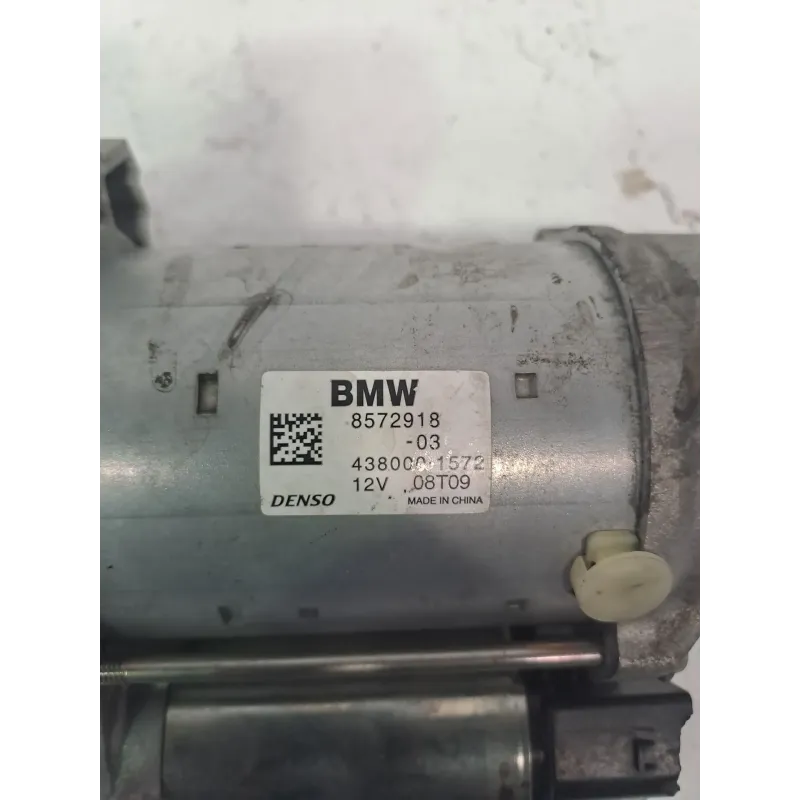 BMW
8572918
-03
438000-1572
12V 08T09
DENSO MADE IN CHINA